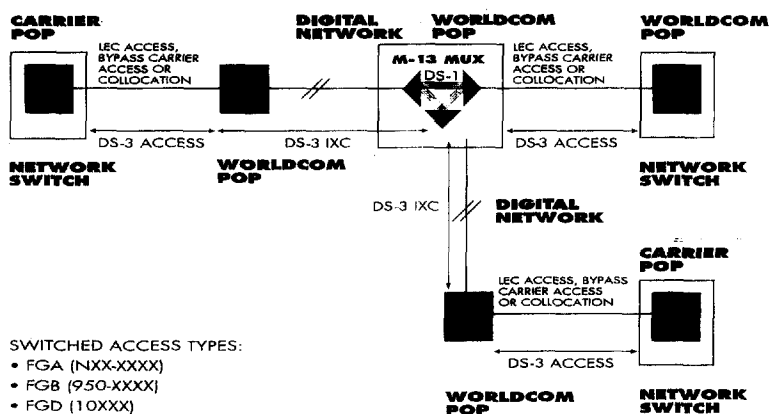 CARRIER
POP
DIGITAL
NETWORK
WORLDCOM
POP
WORLDCOM
POP
LEC ACCESS,
BYPASS CARRIER
ACCESS OR
COLLOCATION
M-13 MUX
DS-1
LEC ACCESS,
BYPASS CARRIER
ACCESS OR
COLLOCATION
DS-3 ACCESS
DS-3 IXC
DS-3 ACCESS
NETWORK
SWITCH
WORLDCOM
POP
NETWORK
SWITCH
DS-3 IXC
DIGITAL
NETWORK
CARRIER
POP
LEC ACCESS, BYPASS
CARRIER ACCESS
OR COLLOCATION
SWITCHED ACCESS TYPES:
• FGA (NXX-XXXX)
• FGB (950-XXXX)
• FGD (10XXX)
DS-3 ACCESS
WORLDCOM
POP
NETWORK
SWITCH